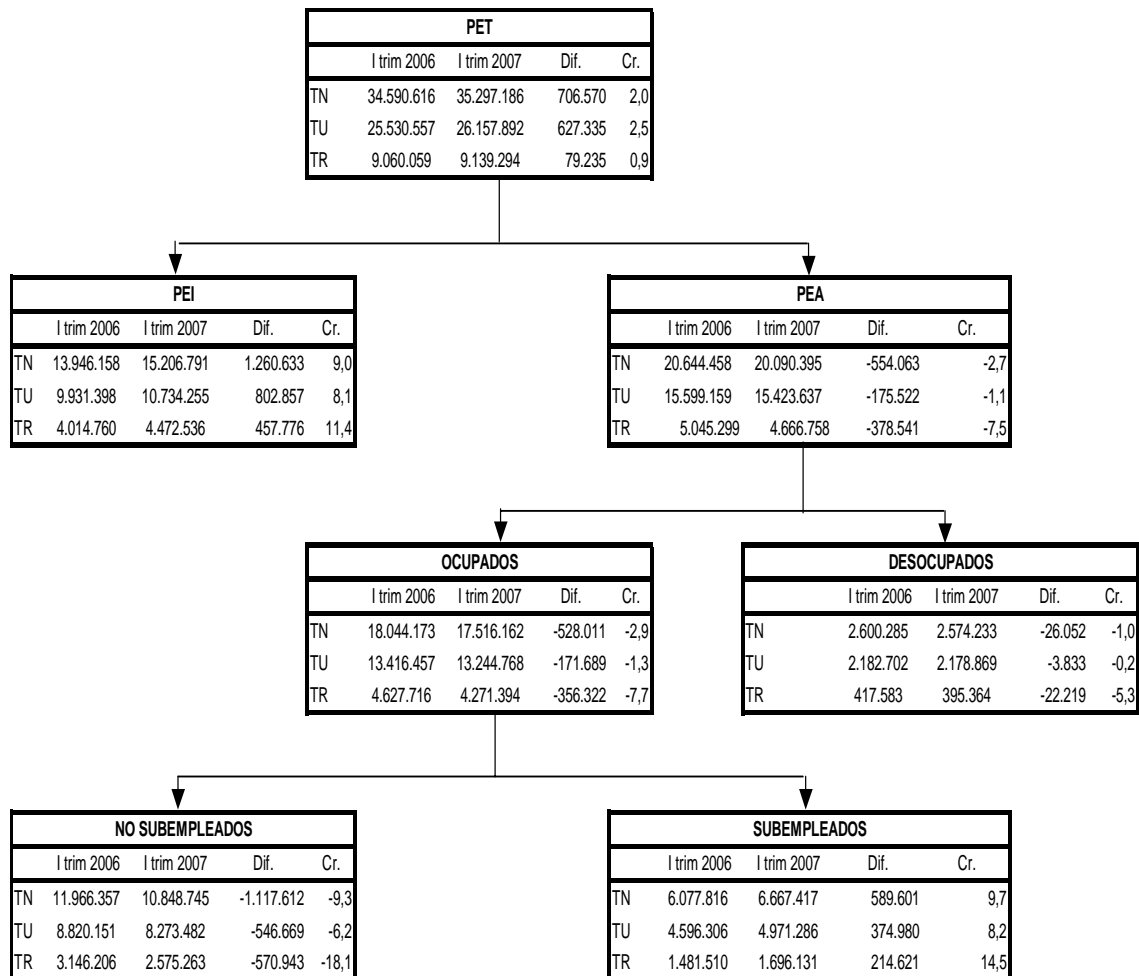 PET
I trim 2006 I trim 2007 Dif. Cr.
TN 34.590.616 35.297.186 706.570 2,0
TU 25.530.557 26.157.892 627.335 2,5
TR 9.060.059 9.139.294 79.235 0,9
PEI
I trim 2006 I trim 2007 Dif. Cr.
TN 13.946.158 15.206.791 1.260.633 9,0
TU 9.931.398 10.734.255 802.857 8,1
TR 4.014.760 4.472.536 457.776 11,4
PEA
I trim 2006 I trim 2007 Dif. Cr.
TN 20.644.458 20.090.395 -554.063 -2,7
TU 15.599.159 15.423.637 -175.522 -1,1
TR 5.045.299 4.666.758 -378.541 -7,5
OCUPADOS
I trim 2006 I trim 2007 Dif. Cr.
TN 18.044.173 17.516.162 -528.011 -2,9
TU 13.416.457 13.244.768 -171.689 -1,3
TR 4.627.716 4.271.394 -356.322 -7,7
DESOCUPADOS
I trim 2006 I trim 2007 Dif. Cr.
TN 2.600.285 2.574.233 -26.052 -1,0
TU 2.182.702 2.178.869 -3.833 -0,2
TR 417.583 395.364 -22.219 -5,3
NO SUBEMPLEADOS
I trim 2006 I trim 2007 Dif. Cr.
TN 11.966.357 10.848.745 -1.117.612 -9,3
TU 8.820.151 8.273.482 -546.669 -6,2
TR 3.146.206 2.575.263 -570.943 -18,1
SUBEMPLEADOS
I trim 2006 I trim 2007 Dif. Cr.
TN 6.077.816 6.667.417 589.601 9,7
TU 4.596.306 4.971.286 374.980 8,2
TR 1.481.510 1.696.131 214.621 14,5